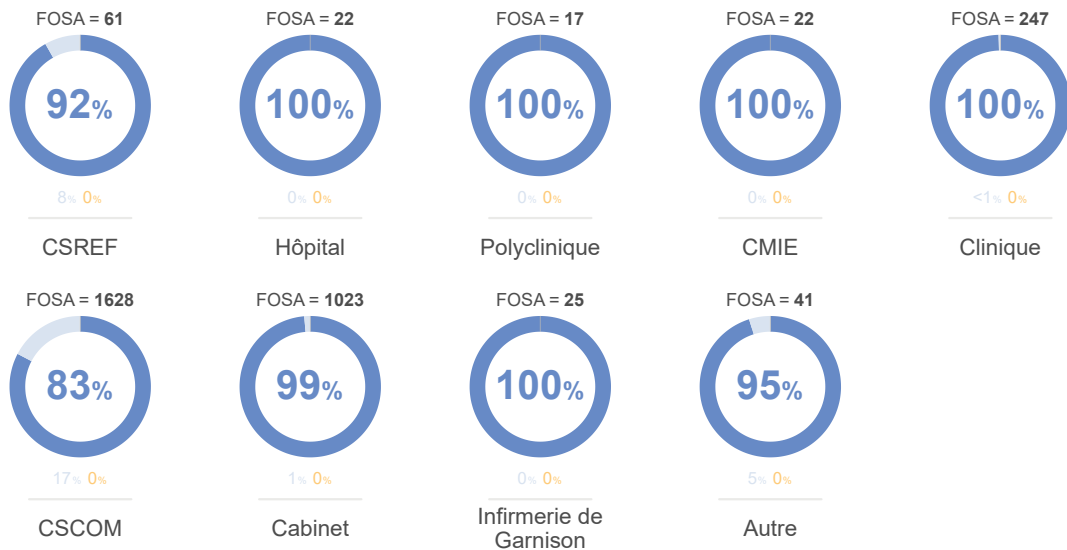 FOSA = 61
FOSA = 22
FOSA = 17
FOSA = 22
FOSA = 247
92%
100%
100%
100%
100%
8% 0%
0% 0%
0% 0%
0% 0%
<1% 0%
CSREF
Hôpital
Polyclinique
CMIE
Clinique
FOSA = 1628
FOSA = 1023
FOSA = 25
FOSA = 41
83%
99%
100%
95%
17% 0%
1% 0%
0% 0%
5% 0%
CSCOM
Cabinet
Infirmerie de
Garnison
Autre